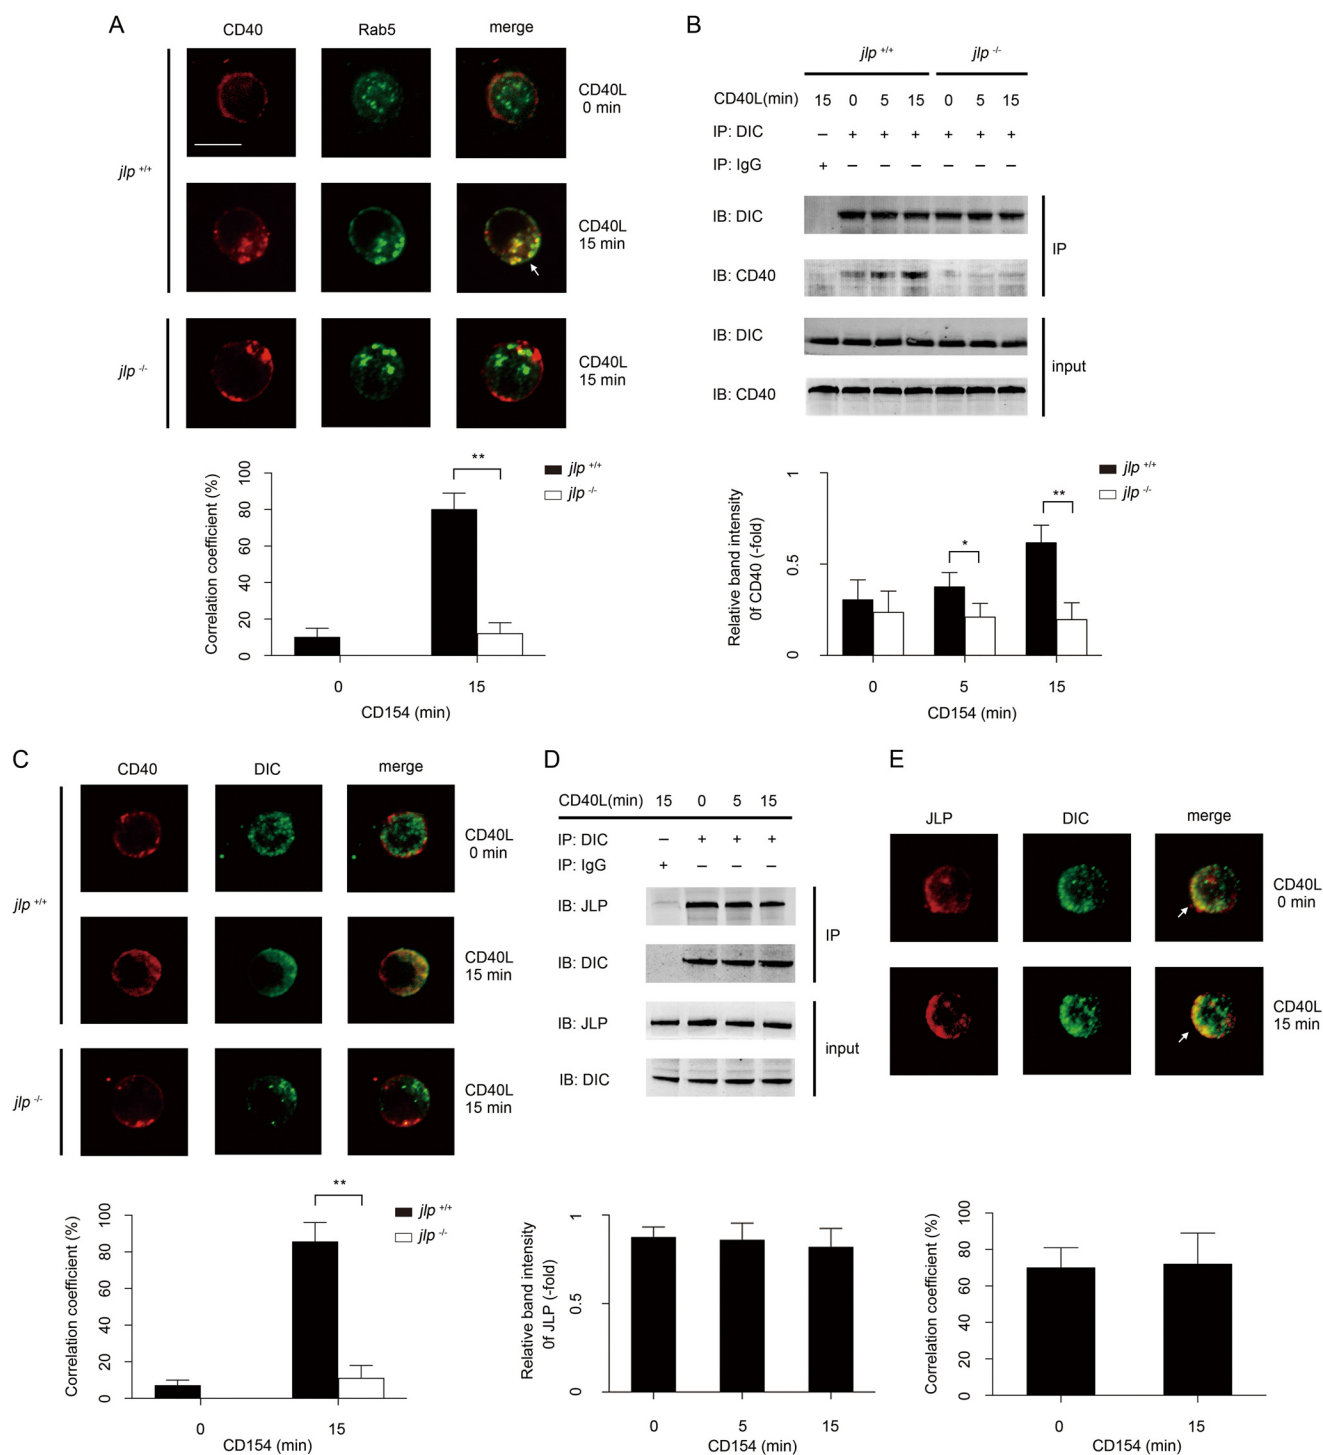 A
CD40 Rab5 merge
jlp +/+
CD40L
0 min
CD40L
15 min
jlp -/-
CD40L
15 min
Correlation coefficient (%)
100
80
60
40
20
0
**
jlp +/+
jlp -/-
0 15
CD154 (min)
B
jlp +/+ jlp -/-
CD40L(min) 15 0 5 15 0 5 15
IP: DIC – + + + + + +
IP: IgG + – – – – – –
IB: DIC
IB: CD40
IP
IB: DIC
IB: CD40
input
Relative band intensity
0f CD40 (-fold)
1
0.5
0
*
**
jlp +/+
jlp -/-
0 5 15
CD154 (min)
C
CD40 DIC merge
jlp +/+
CD40L
0 min
CD40L
15 min
jlp -/-
CD40L
15 min
Correlation coefficient (%)
100
80
60
40
20
0
**
jlp +/+
jlp -/-
0 15
CD154 (min)
D
CD40L(min) 15 0 5 15
IP: DIC – + + +
IP: IgG + – – –
IB: JLP
IB: DIC
IP
IB: JLP
IB: DIC
input
Relative band intensity
0f JLP (-fold)
1
0.5
0
0 5 15
CD154 (min)
E
JLP DIC merge
CD40L
0 min
CD40L
15 min
Correlation coefficient (%)
100
80
60
40
20
0
0 15
CD154 (min)